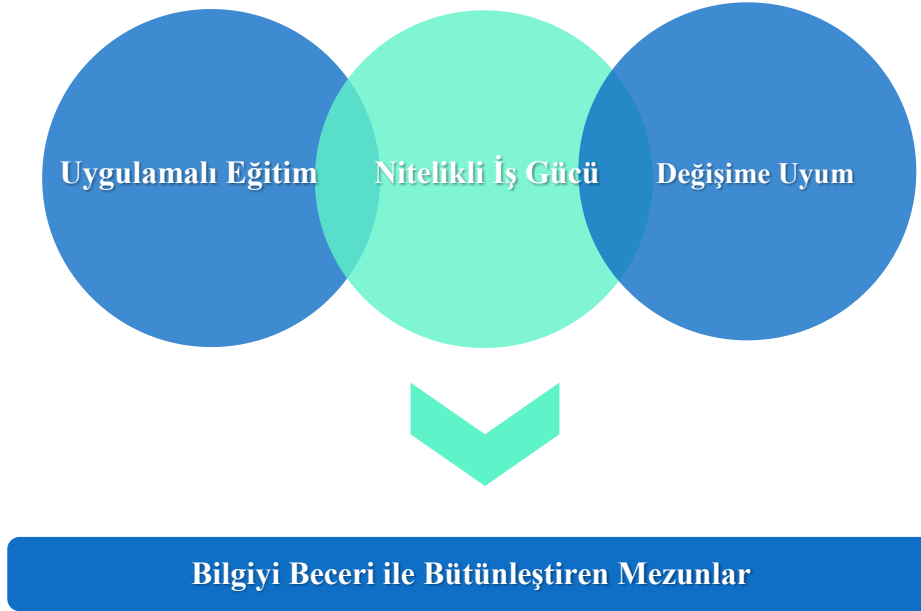 Uygulamalı Eğitim
Nitelikli İş Gücü
Değişime Uyum
Bilgiyi Beceri ile Bütünleştiren Mezunlar